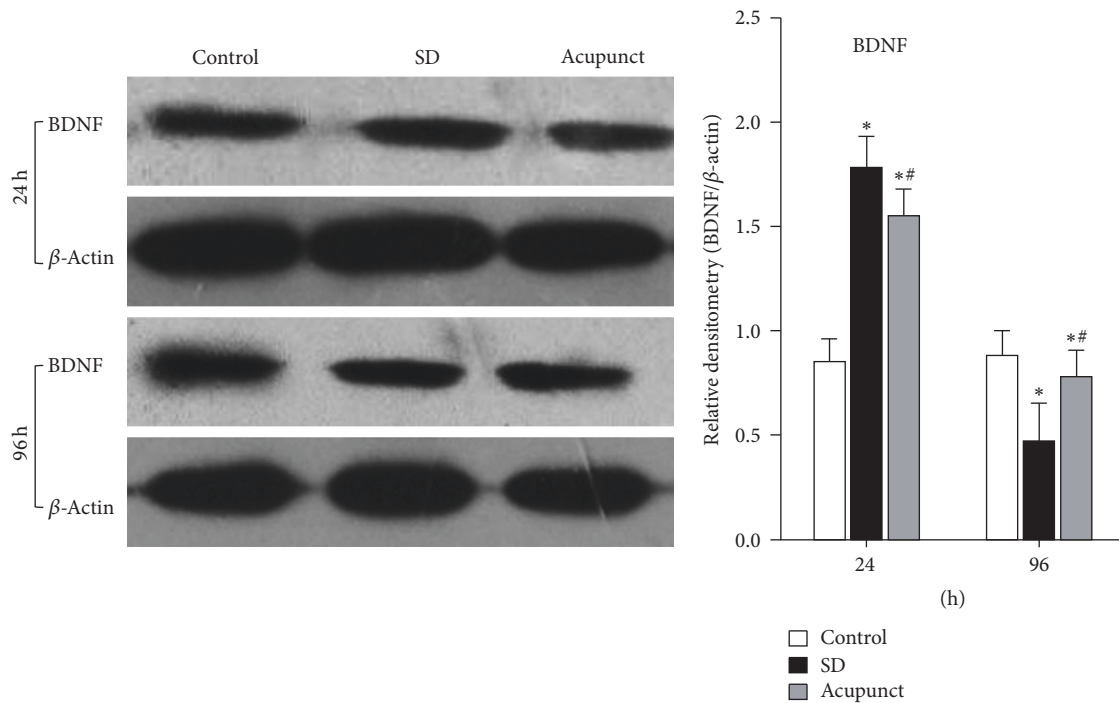 Control SD Acupunct
24 h
BDNF
β-Actin
96 h
BDNF
β-Actin
BDNF
Relative densitometry (BDNF/β-actin)
2.5
2.0
1.5
1.0
0.5
0.0
*
*#
*
*#
24 96
(h)
Control
SD
Acupunct